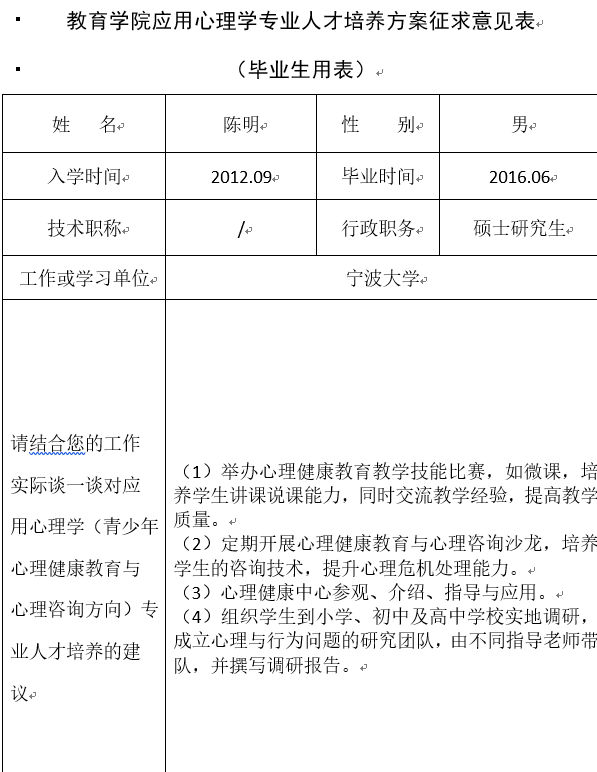 教育学院应用心理学专业人才培养方案征求意见表
（毕业生用表）
姓 名 陈明 性 别 男
入学时间 2012.09 毕业时间 2016.06
技术职称 / 行政职务 硕士研究生
工作或学习单位 宁波大学
请结合您的工作
实际谈一谈对应
用心理学（青少年
心理健康教育与
心理咨询方向）专
业人才培养的建
议
（1）举办心理健康教育教学技能比赛，如微课，培
养学生讲课说课能力，同时交流教学经验，提高教学
质量。
（2）定期开展心理健康教育与心理咨询沙龙，培养
学生的咨询技术，提升心理危机处理能力。
（3）心理健康中心参观、介绍、指导与应用。
（4）组织学生到小学、初中及高中学校实地调研，
成立心理与行为问题的研究团队，由不同指导老师带
队，并撰写调研报告。